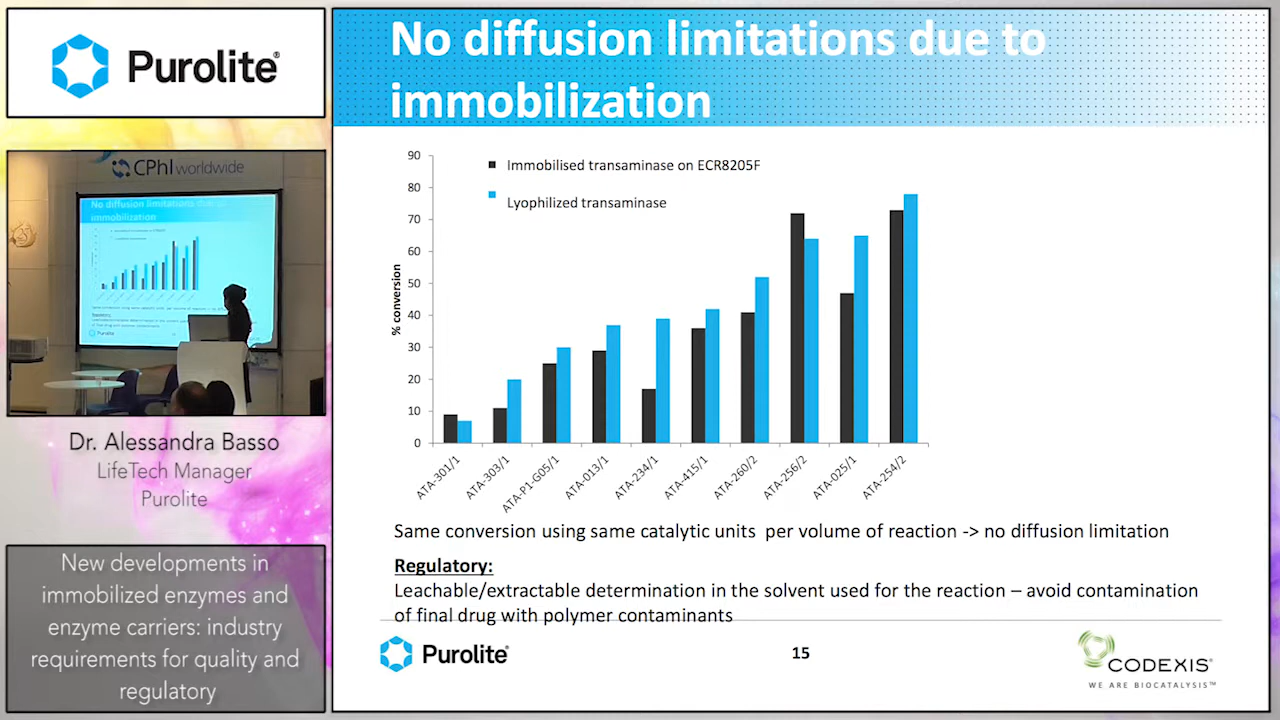 Purolite®
CPhI worldwide
No diffusion limitations due to
immobilization
Dr. Alessandra Basso
LifeTech Manager
Purolite
New developments in
immobilized enzymes and
enzyme carriers: industry
requirements for quality and
regulatory
No diffusion limitations due to
immobilization
90
80
70
60
50
40
30
20
10
0
% conversion
Immobilised transaminase on ECR8205F
Lyophilized transaminase
ATA-301/1
ATA-303/1
ATA-P1-G05/1
ATA-013/1
ATA-234/1
ATA-415/1
ATA-260/2
ATA-256/2
ATA-025/1
ATA-254/2
Same conversion using same catalytic units per volume of reaction -> no diffusion limitation
Regulatory:
Leachable/extractable determination in the solvent used for the reaction – avoid contamination
of final drug with polymer contaminants
Purolite®
15
CODEXIS®
WE ARE BIOCATALYSIS™